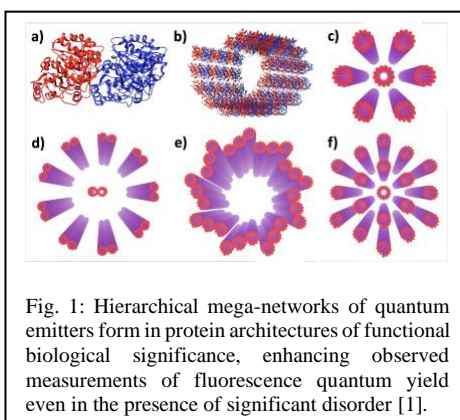 a)
b)
c)
d)
e)
f)
Fig. 1: Hierarchical mega-networks of quantum
emitters form in protein architectures of functional
biological significance, enhancing observed
measurements of fluorescence quantum yield
even in the presence of significant disorder [1].